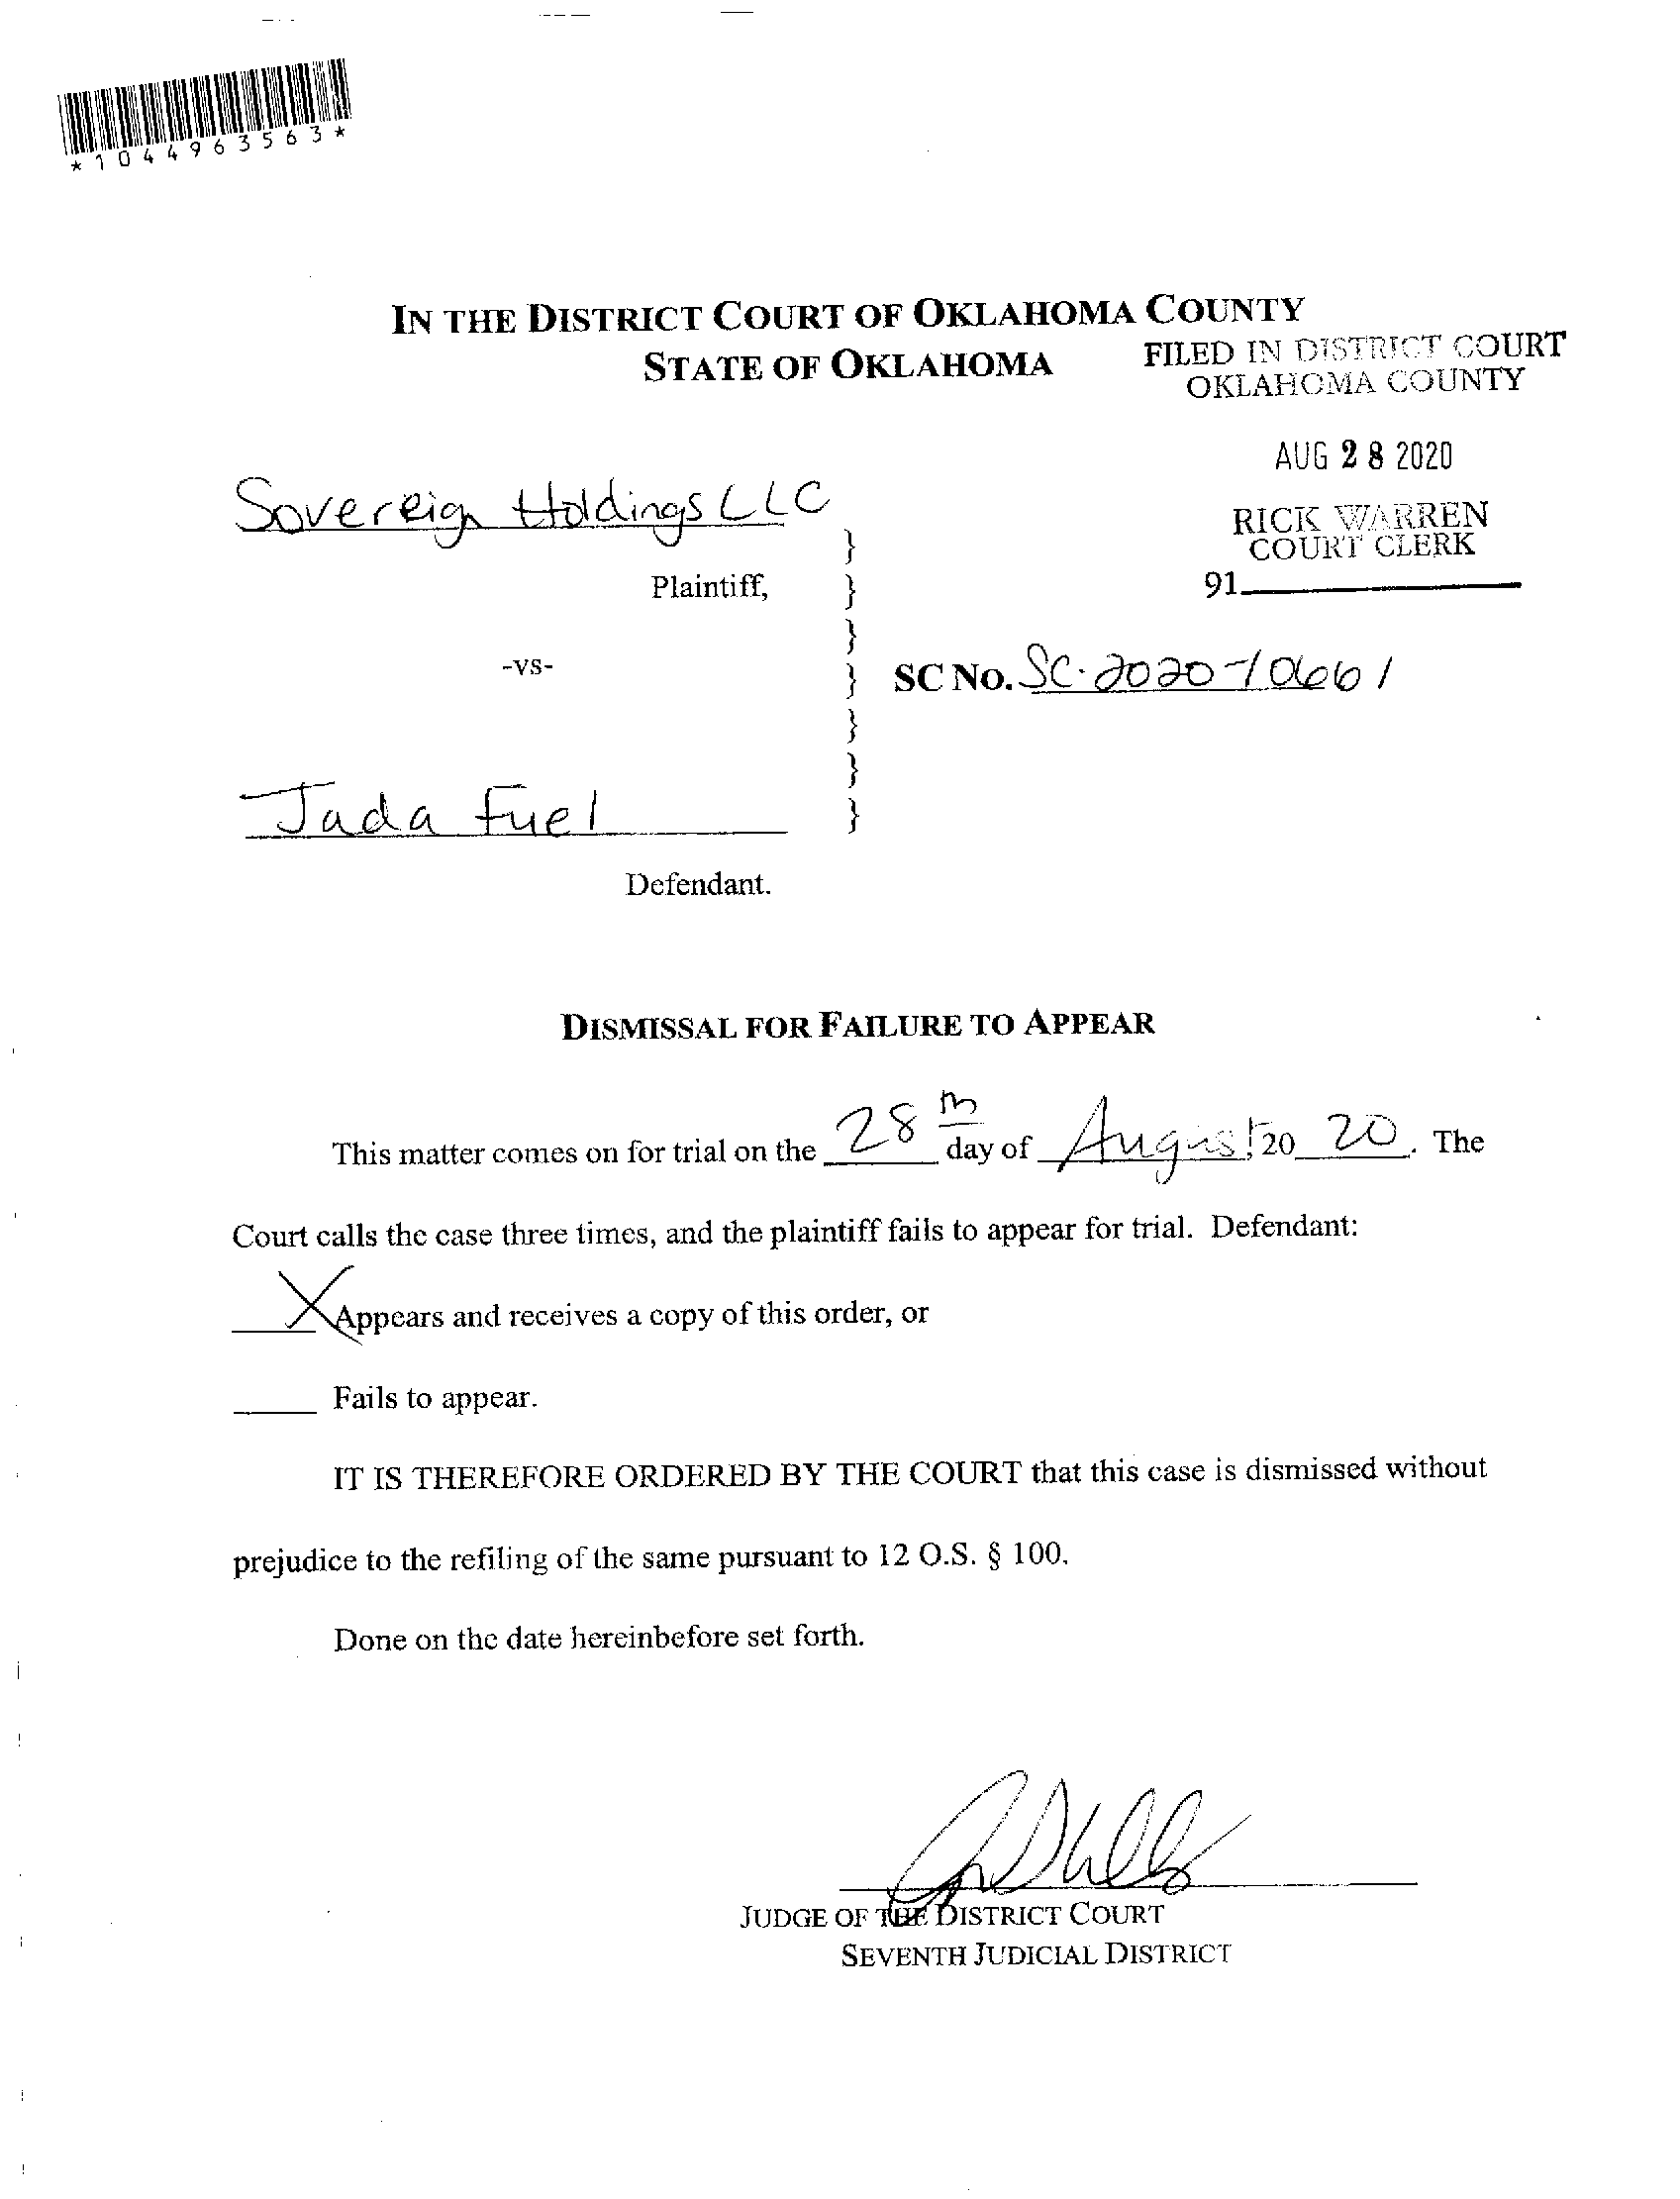 *1044963563*
IN THE DISTRICT COURT OF OKLAHOMA COUNTY
STATE OF OKLAHOMA
FILED IN DISTRICT COURT
OKLAHOMA COUNTY
AUG 28 2020
RICK WARREN
COURT CLERK
91
Sovereign Holdings LLC
}
Plaintiff, }
}
-vs- } SC NO. SC-2020-10661
}
}
Jada Fuel }
Defendant.
DISMISSAL FOR FAILURE TO APPEAR
This matter comes on for trial on the 28th day of August, 20 20. The
Court calls the case three times, and the plaintiff fails to appear for trial. Defendant:
X Appears and receives a copy of this order, or
____ Fails to appear.
IT IS THEREFORE ORDERED BY THE COURT that this case is dismissed without
prejudice to the refiling of the same pursuant to 12 O.S. § 100.
Done on the date hereinbefore set forth.
JUDGE OF THE DISTRICT COURT
SEVENTH JUDICIAL DISTRICT